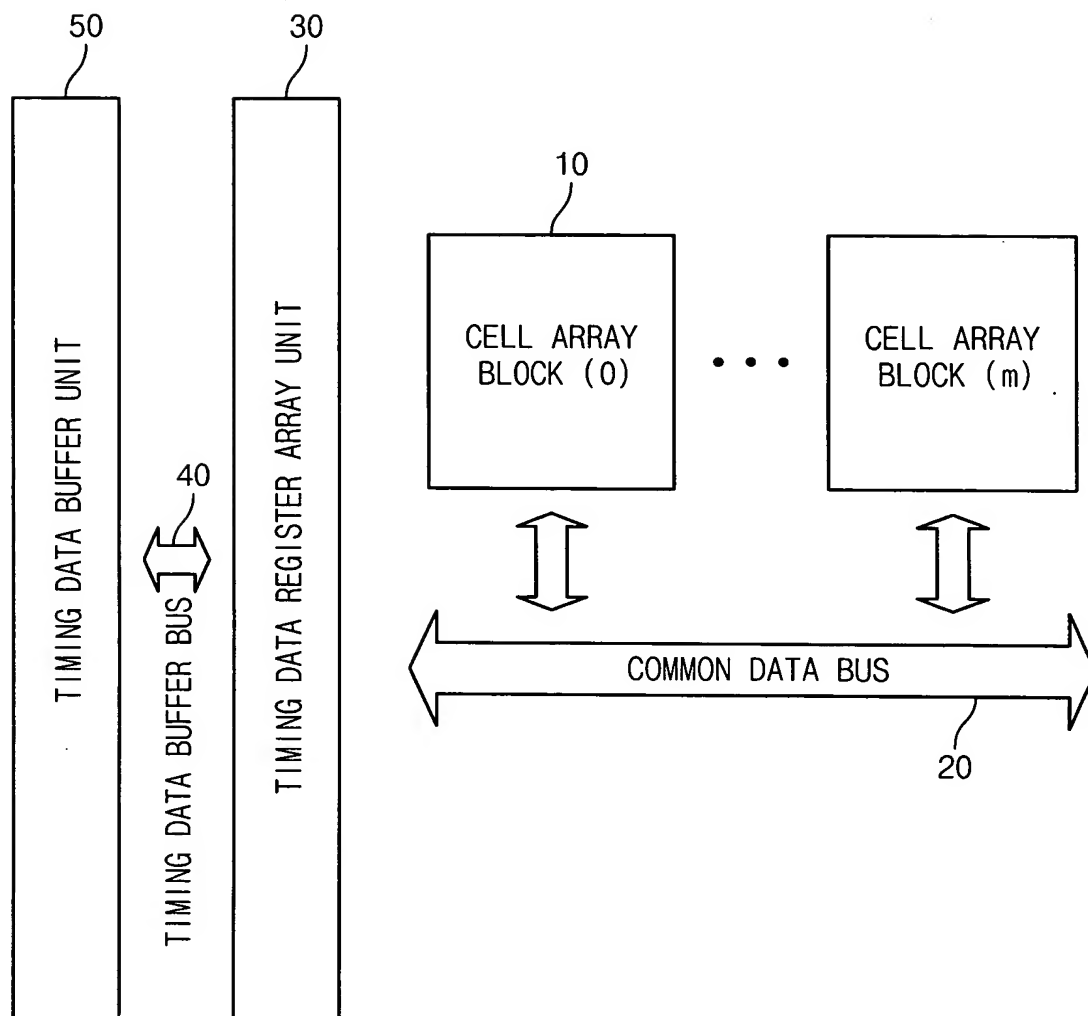 50
30
10
CELL ARRAY
BLOCK (0)
• • •
CELL ARRAY
BLOCK (m)
TIMING DATA BUFFER UNIT
40
TIMING DATA BUFFER BUS
TIMING DATA REGISTER ARRAY UNIT
COMMON DATA BUS
20